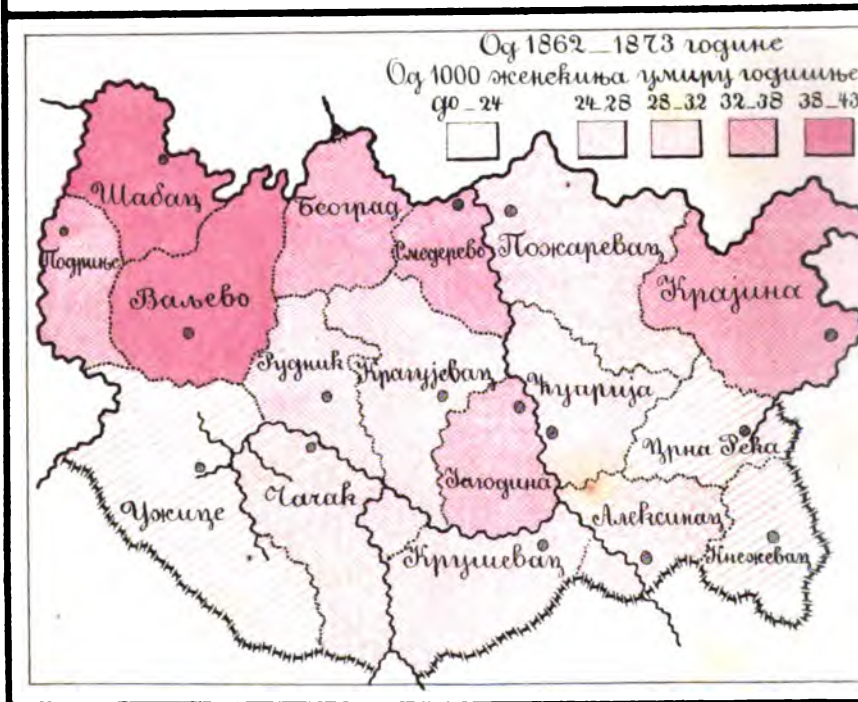 Од 1862_1873 године
Од 1000 женскиња умиру годишње
до_24 24_28 28_32 32_38 38_43
Шабац
Београд
Подриње
Смедерево
Пожаревац
Ваљево
Крајина
Рудник
Крагујевац
Ћуприја
Црна Река
Ужице
Чачак
Јагодина
Алексинац
Крушевац
Књажевац